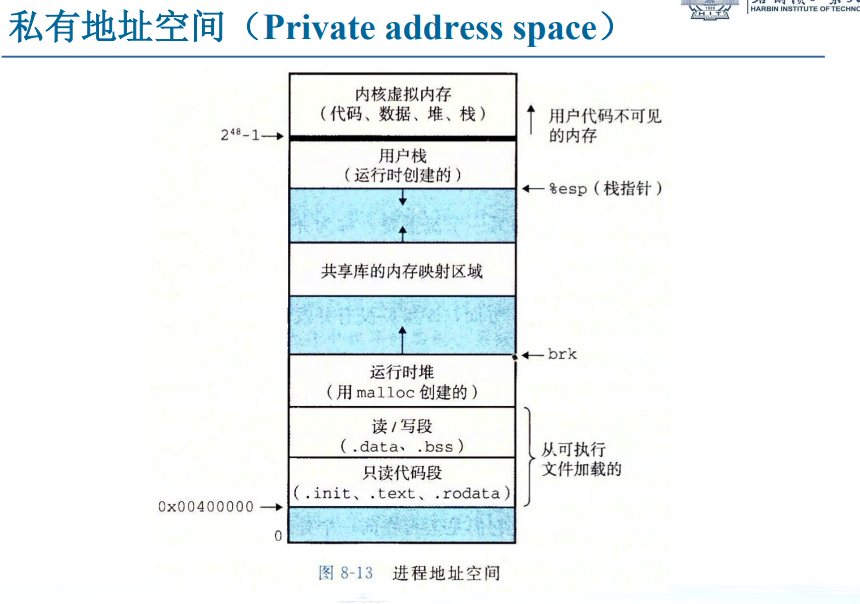 私有地址空间（Private address space）
HARBIN INSTITUTE OF TECHNO
内核虚拟内存
（代码、数据、堆、栈）
用户代码不可见
的内存
2⁴⁸-1
用户栈
（运行时创建的）
%esp（栈指针）
共享库的内存映射区域
brk
运行时堆
（用 malloc 创建的）
读/写段
（.data、.bss）
从可执行
文件加载的
只读代码段
（.init、.text、.rodata）
0x00400000
0
图 8-13 进程地址空间